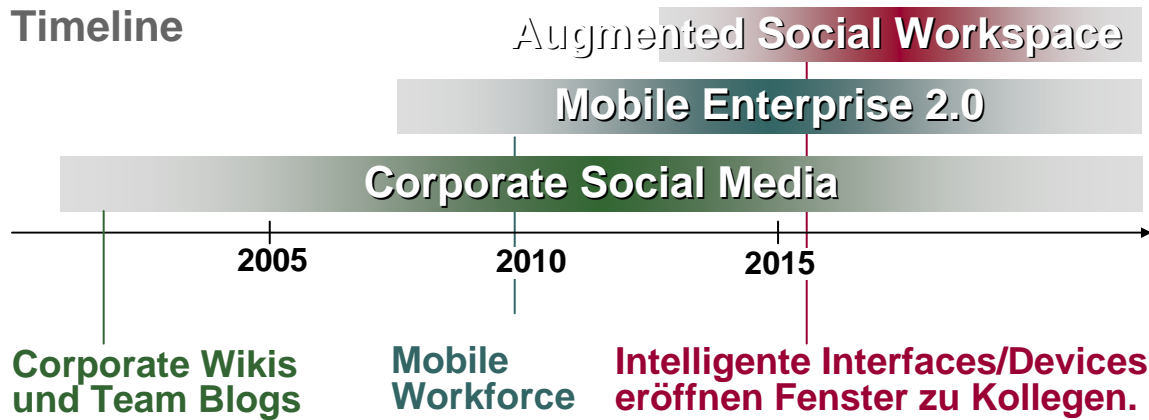 Timeline
Augmented Social Workspace
Mobile Enterprise 2.0
Corporate Social Media
2005
2010
2015
Corporate Wikis
und Team Blogs
Mobile
Workforce
Intelligente Interfaces/Devices
eröffnen Fenster zu Kollegen.